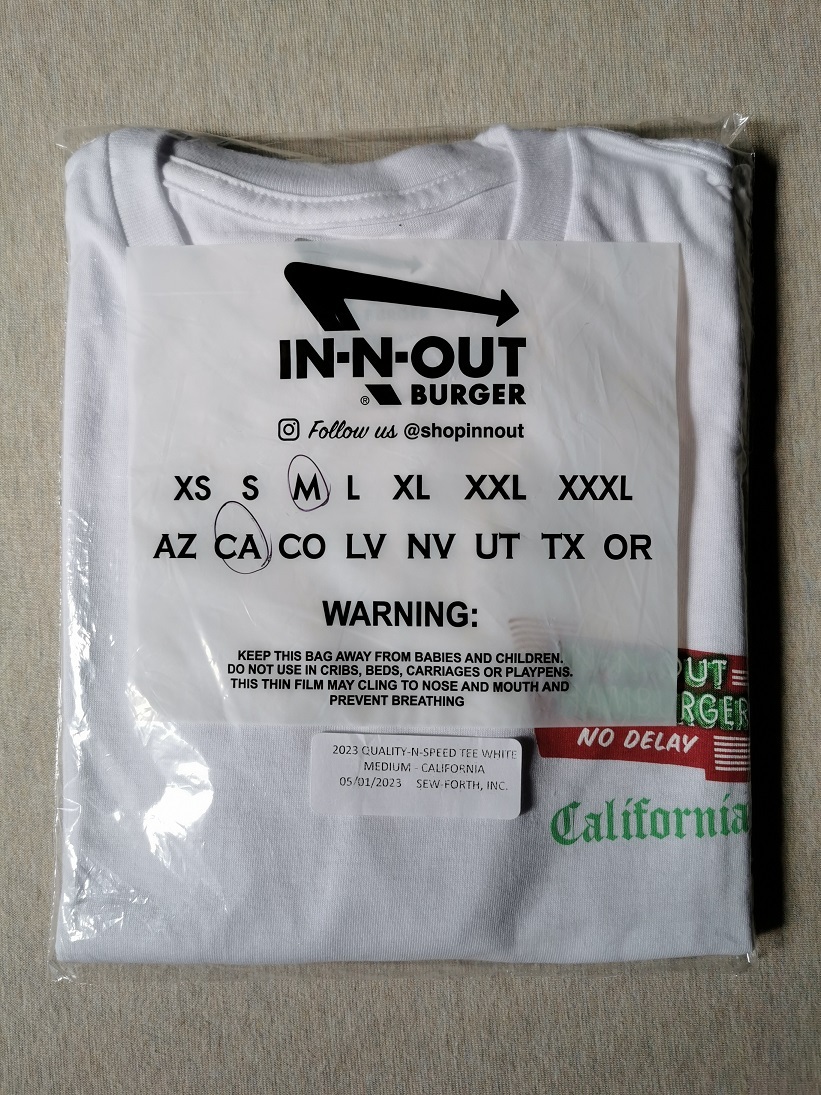 IN-N-OUT
® BURGER
Follow us @shopinnout
XS S M L XL XXL XXXL
AZ CA CO LV NV UT TX OR
WARNING:
KEEP THIS BAG AWAY FROM BABIES AND CHILDREN.
DO NOT USE IN CRIBS, BEDS, CARRIAGES OR PLAYPENS.
THIS THIN FILM MAY CLING TO NOSE AND MOUTH AND
PREVENT BREATHING
OUT
RGER
NO DELAY
2023 QUALITY-N-SPEED TEE WHITE
MEDIUM - CALIFORNIA
05/01/2023 SEW-FORTH, INC.
California